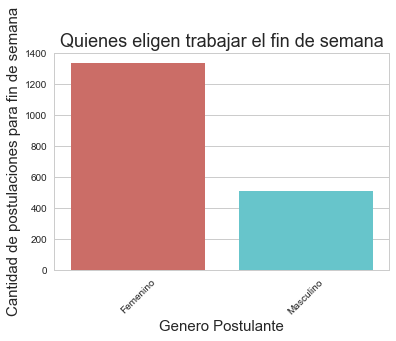 Quienes eligen trabajar el fin de semana
Cantidad de postulaciones para fin de semana
1400
1200
1000
800
600
400
200
0
Femenino
Masculino
Genero Postulante